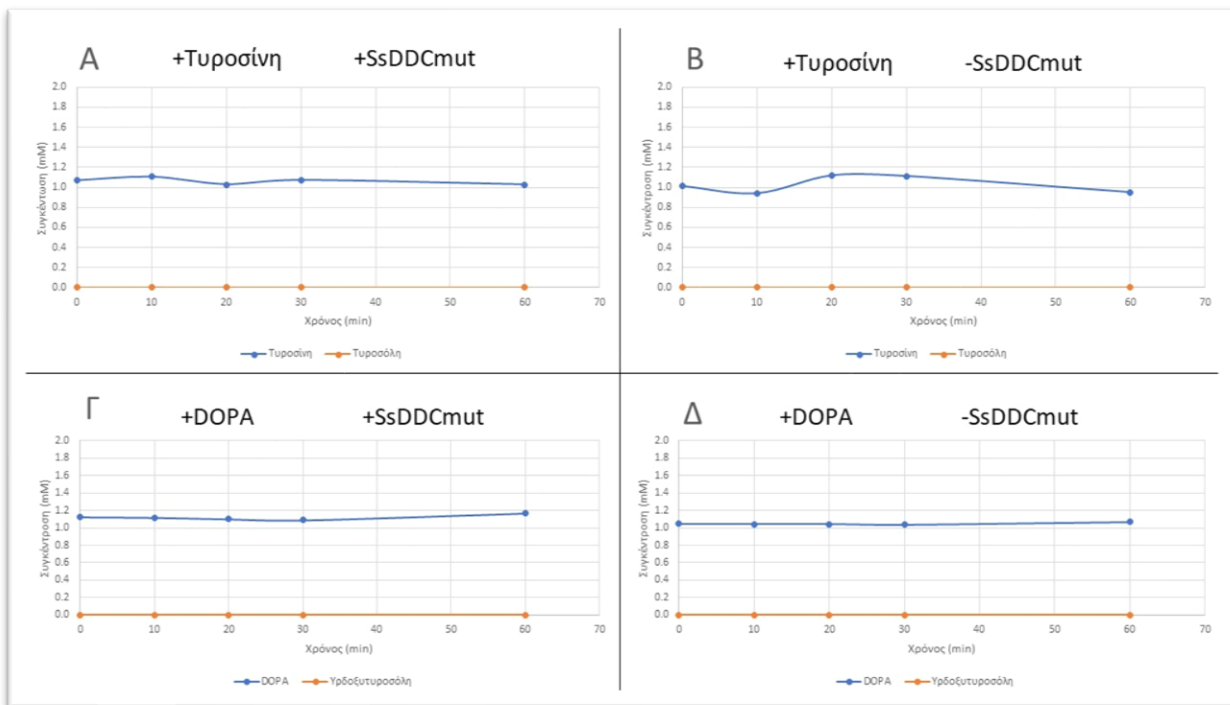 Α +Τυροσίνη +SsDDCmut
2.0
1.8
1.6
1.4
1.2
1.0
0.8
0.6
0.4
0.2
0.0
Συγκέντωση (mM)
0 10 20 30 40 50 60 70
Χρόνος (min)
Τυροσίνη Τυροσόλη
Β +Τυροσίνη -SsDDCmut
2.0
1.8
1.6
1.4
1.2
1.0
0.8
0.6
0.4
0.2
0.0
Συγκέντροση (mM)
0 10 20 30 40 50 60 70
Χρόνος (min)
Τυροσίνη Τυροσόλη
Γ +DOPA +SsDDCmut
2.0
1.8
1.6
1.4
1.2
1.0
0.8
0.6
0.4
0.2
0.0
Συγκέντροση (mM)
0 10 20 30 40 50 60 70
Χρόνος (min)
DOPA Υρδοξυτυροσόλη
Δ +DOPA -SsDDCmut
2.0
1.8
1.6
1.4
1.2
1.0
0.8
0.6
0.4
0.2
0.0
Συγκέντροση (mM)
0 10 20 30 40 50 60 70
Χρόνος (min)
DOPA Υρδοξυτυροσόλη